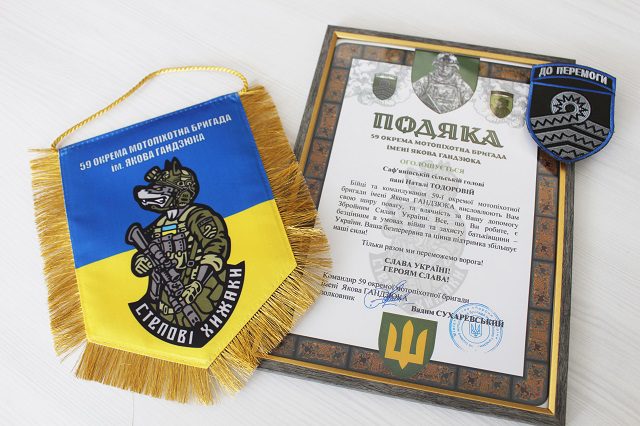 59 ОКРЕМА МОТОПІХОТНА БРИГАДА
ІМ. ЯКОВА ГАНДЗЮКА
СТЕПОВІ ХИЖАКИ
ПОДЯКА
59 ОКРЕМА МОТОПІХОТНА БРИГАДА
ІМЕНІ ЯКОВА ГАНДЗЮКА
ОГОЛОШУЄТЬСЯ
Саф'янівській сільській голові
пані Наталі ТОДОРОВІЙ
Бійці та командування 59-ї окремої мотопіхотної
бригади імені Якова ГАНДЗЮКА висловлюють Вам
свою щиру повагу, та вдячність за Вашу допомогу
Збройним Силам України. Все, що Ви робите, є
безцінним в умовах війни та захисту батьківщини –
України. Ваша безперервна та цінна підтримка збільшує
наші сили!
Тільки разом ми переможемо ворога!
СЛАВА УКРАЇНІ!
ГЕРОЯМ СЛАВА!
Командир 59 окремої мотопіхотної бригади
імені Якова ГАНДЗЮКА
полковник
Вадим СУХАРЕВСЬКИЙ
ДО ПЕРЕМОГИ